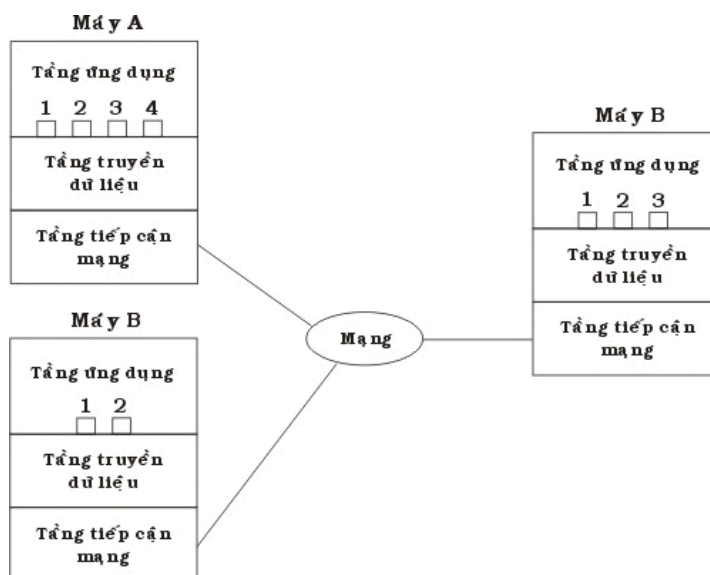 Máy A
Tầng ứng dụng
1 2 3 4
Tầng truyền
dữ liệu
Tầng tiếp cận
mạng
Máy B
Tầng ứng dụng
1 2
Tầng truyền
dữ liệu
Tầng tiếp cận
mạng
Mạng
Máy B
Tầng ứng dụng
1 2 3
Tầng truyền
dữ liệu
Tầng tiếp cận
mạng